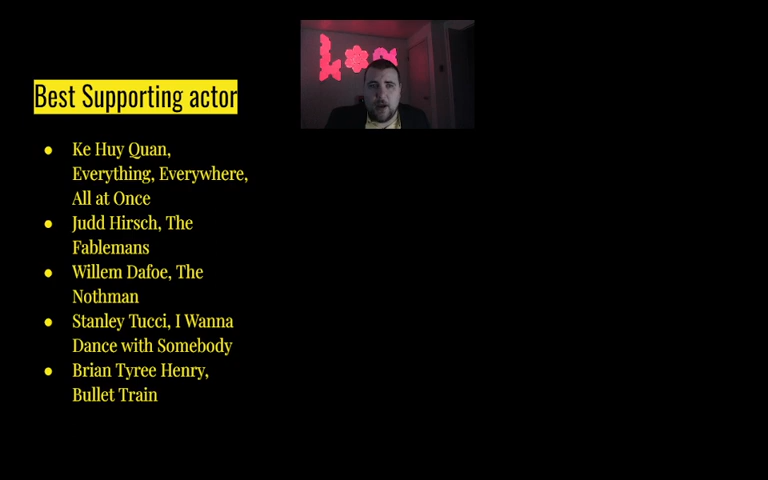 Best Supporting actor
● Ke Huy Quan,
Everything, Everywhere,
All at Once
● Judd Hirsch, The
Fablemans
● Willem Dafoe, The
Nothman
● Stanley Tucci, I Wanna
Dance with Somebody
● Brian Tyree Henry,
Bullet Train